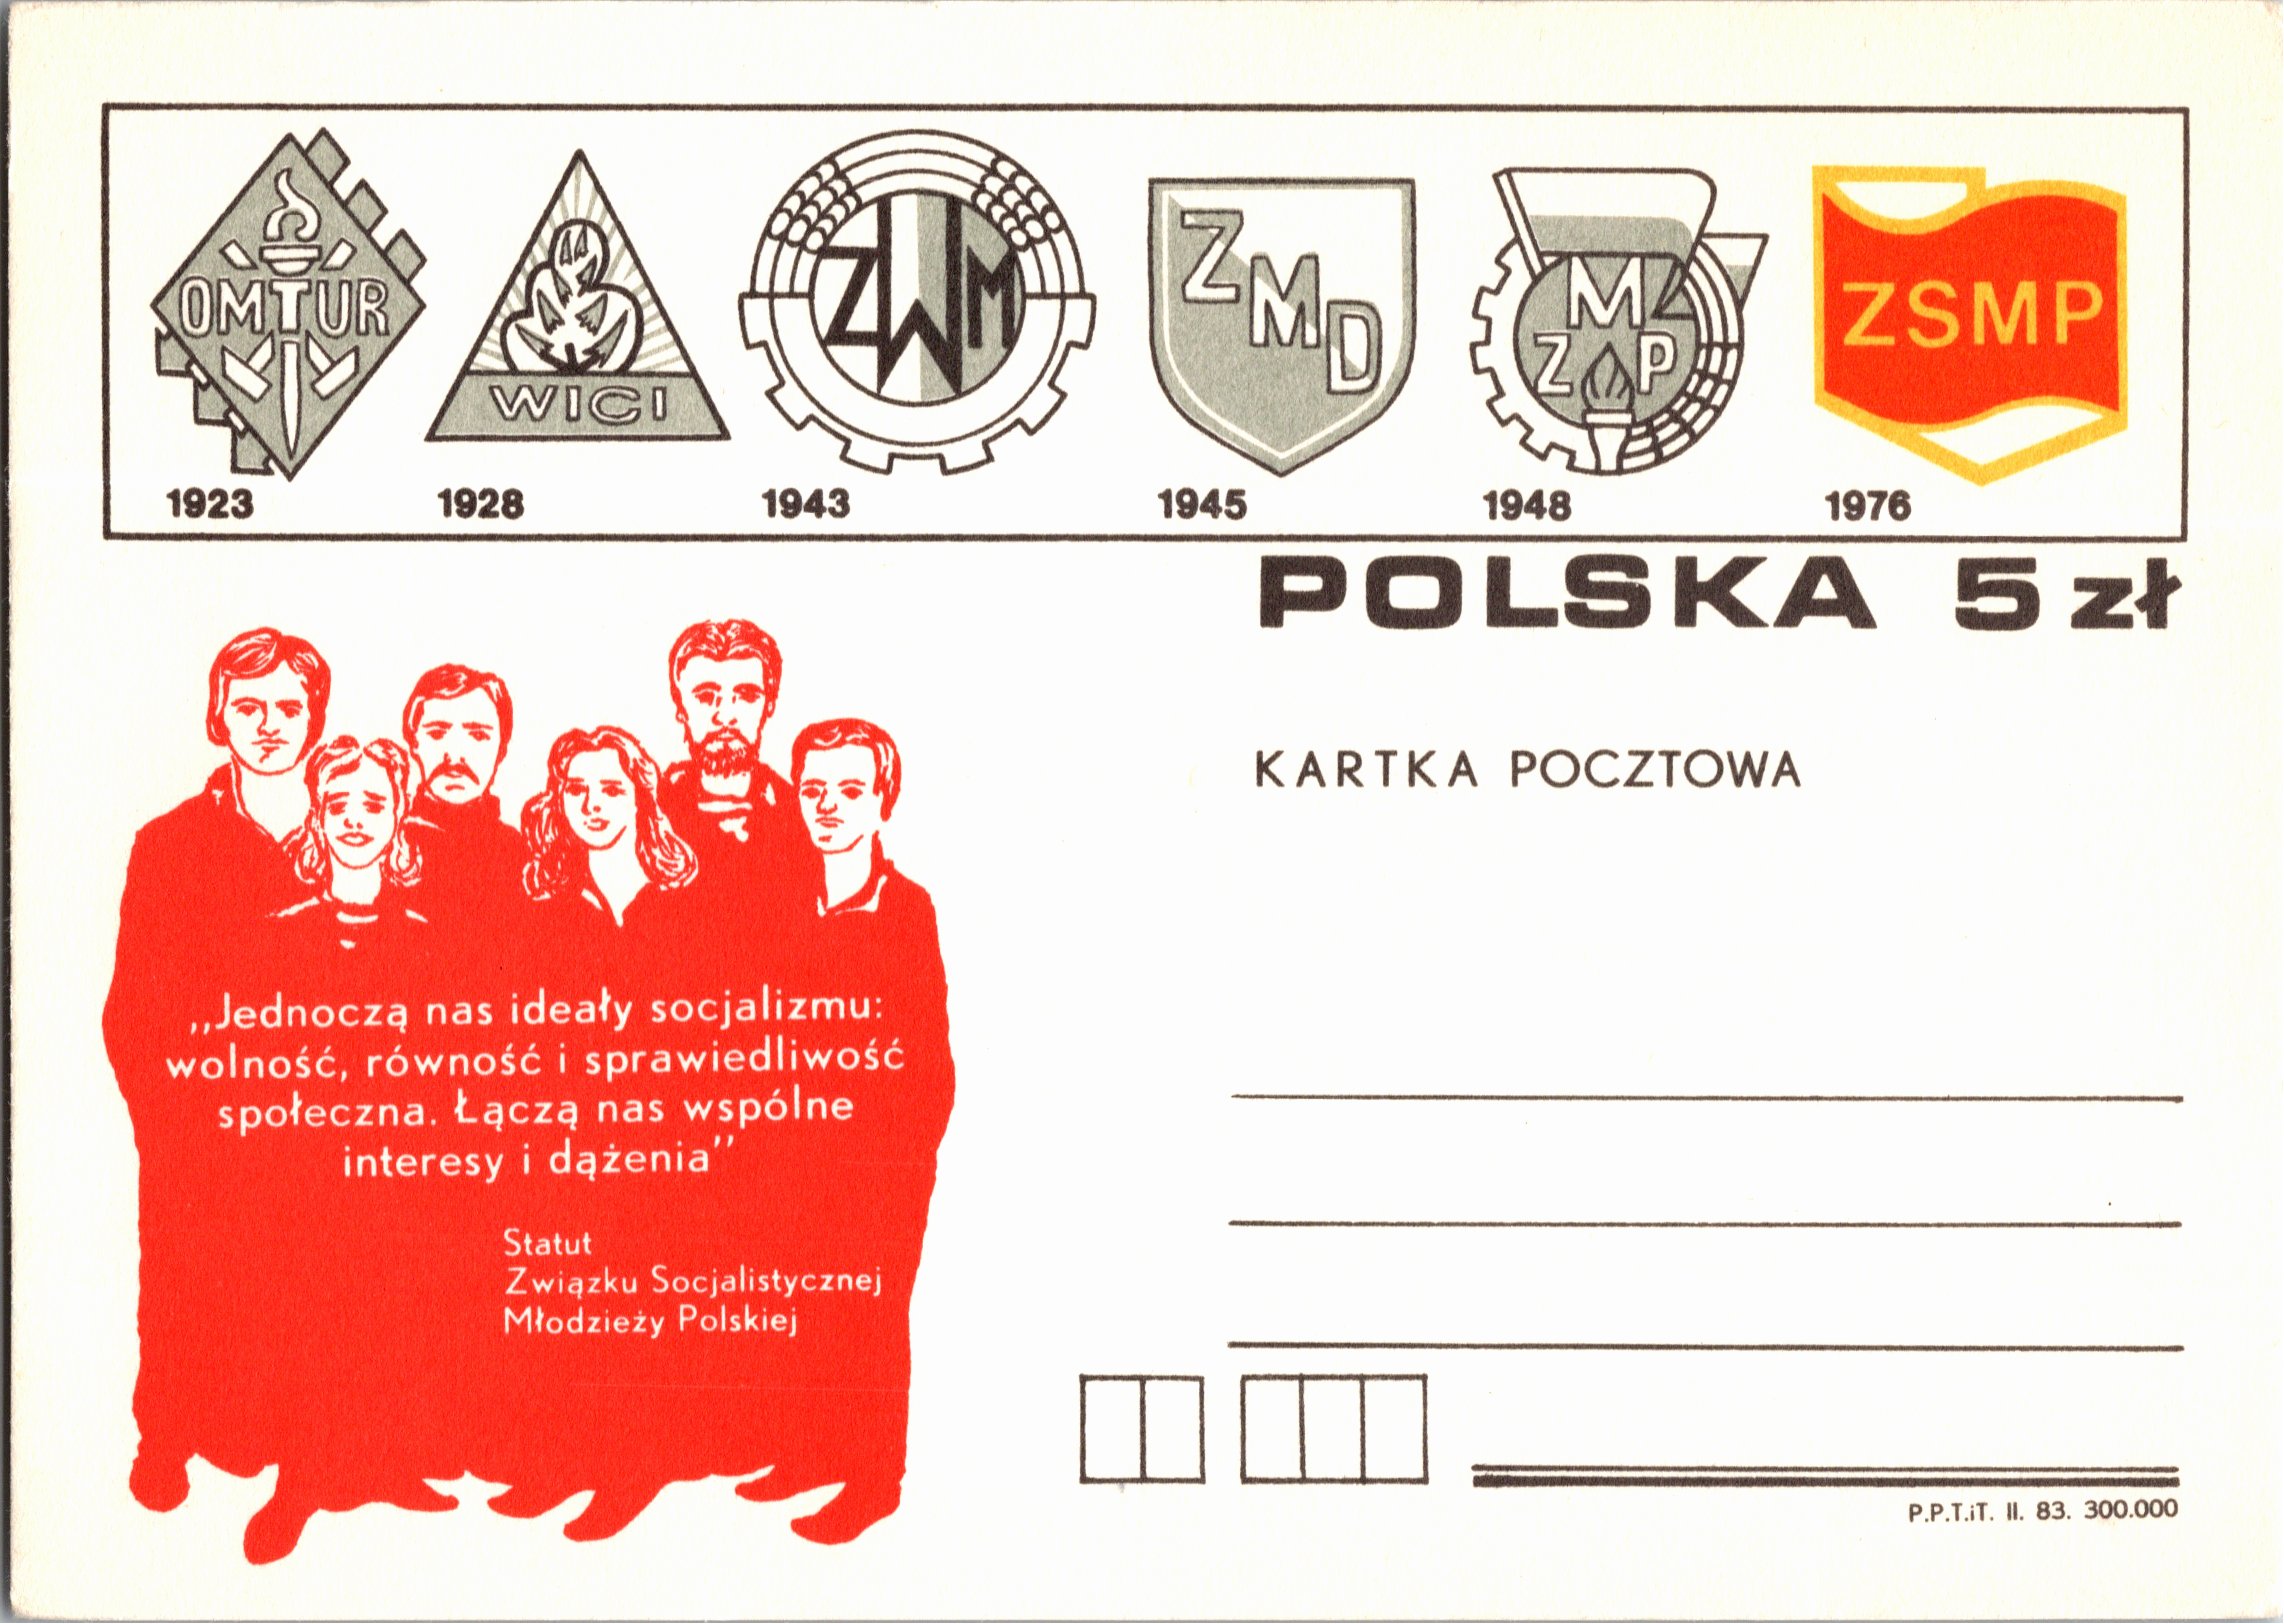 OMTUR
WICI
ZWM
ZMD
ZMP
ZSMP
1923 1928 1943 1945 1948 1976
POLSKA 5 zł
KARTKA POCZTOWA
„Jednoczą nas ideały socjalizmu:
wolność, równość i sprawiedliwość
społeczna. Łączą nas wspólne
interesy i dążenia”
Statut
Związku Socjalistycznej
Młodzieży Polskiej
P.P.T.iT. II. 83. 300.000